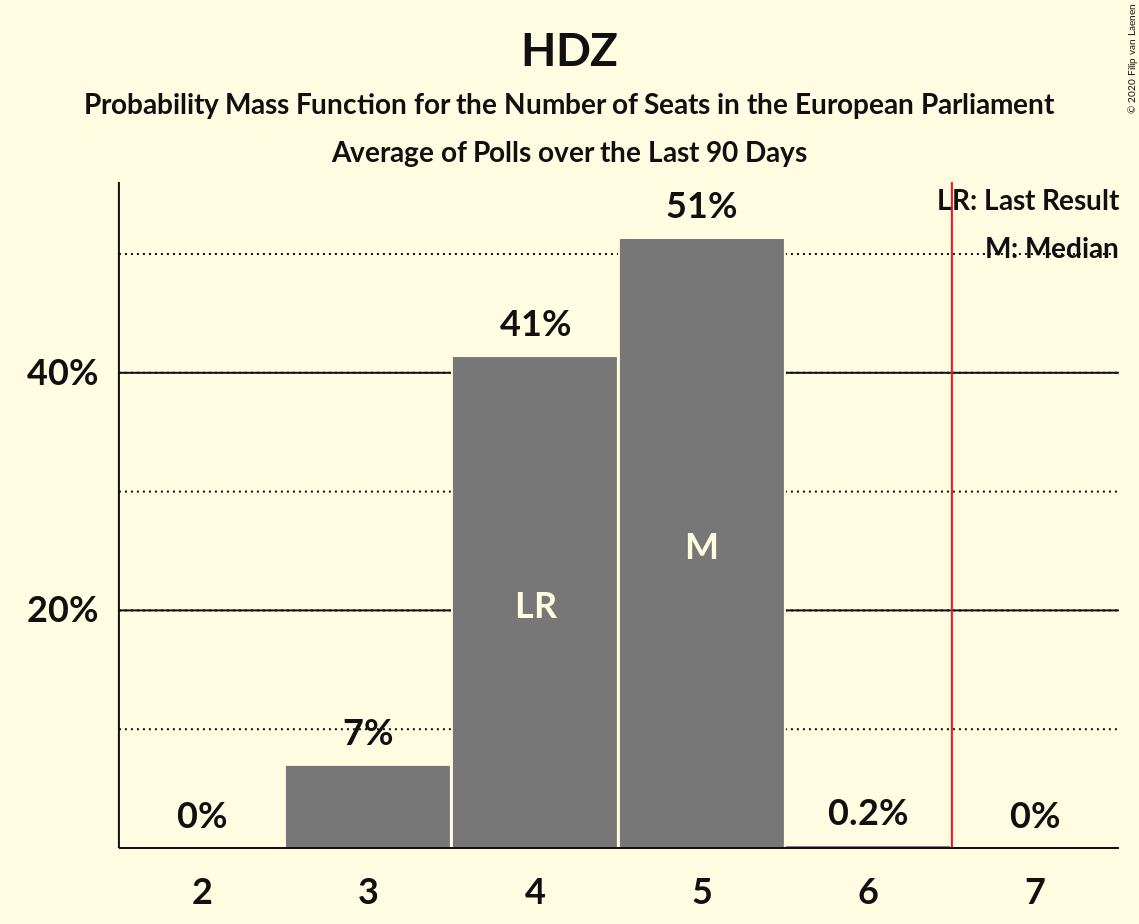 HDZ
Probability Mass Function for the Number of Seats in the European Parliament
Average of Polls over the Last 90 Days
© 2020 Filip van Laenen
LR: Last Result
M: Median
51%
41%
40%
M
LR
20%
7%
0%
0.2%
0%
2 3 4 5 6 7